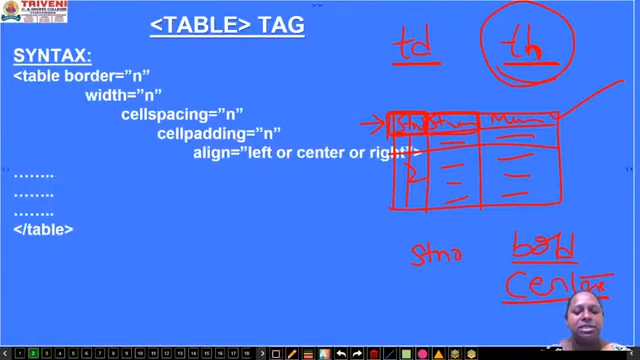 TRIVENI
<TABLE> TAG
SYNTAX:
<table border="n"
width="n"
cellspacing="n"
cellpadding="n"
align="left or center or right">
……..
……..
……..
</table>
td th
stno
bold
Center